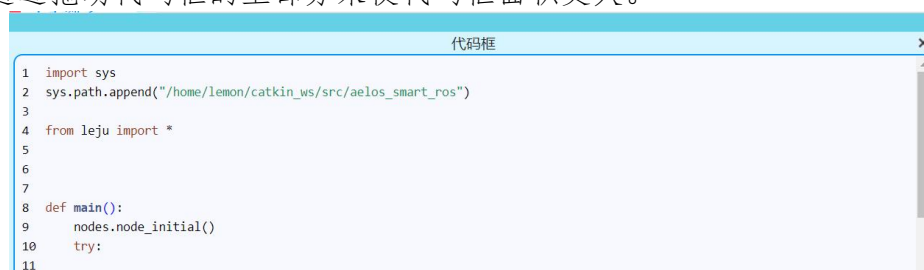 代码框
1 import sys
2 sys.path.append("/home/lemon/catkin_ws/src/aelos_smart_ros")
3
4 from leju import *
5
6
7
8 def main():
9     nodes.node_initial()
10     try:
11